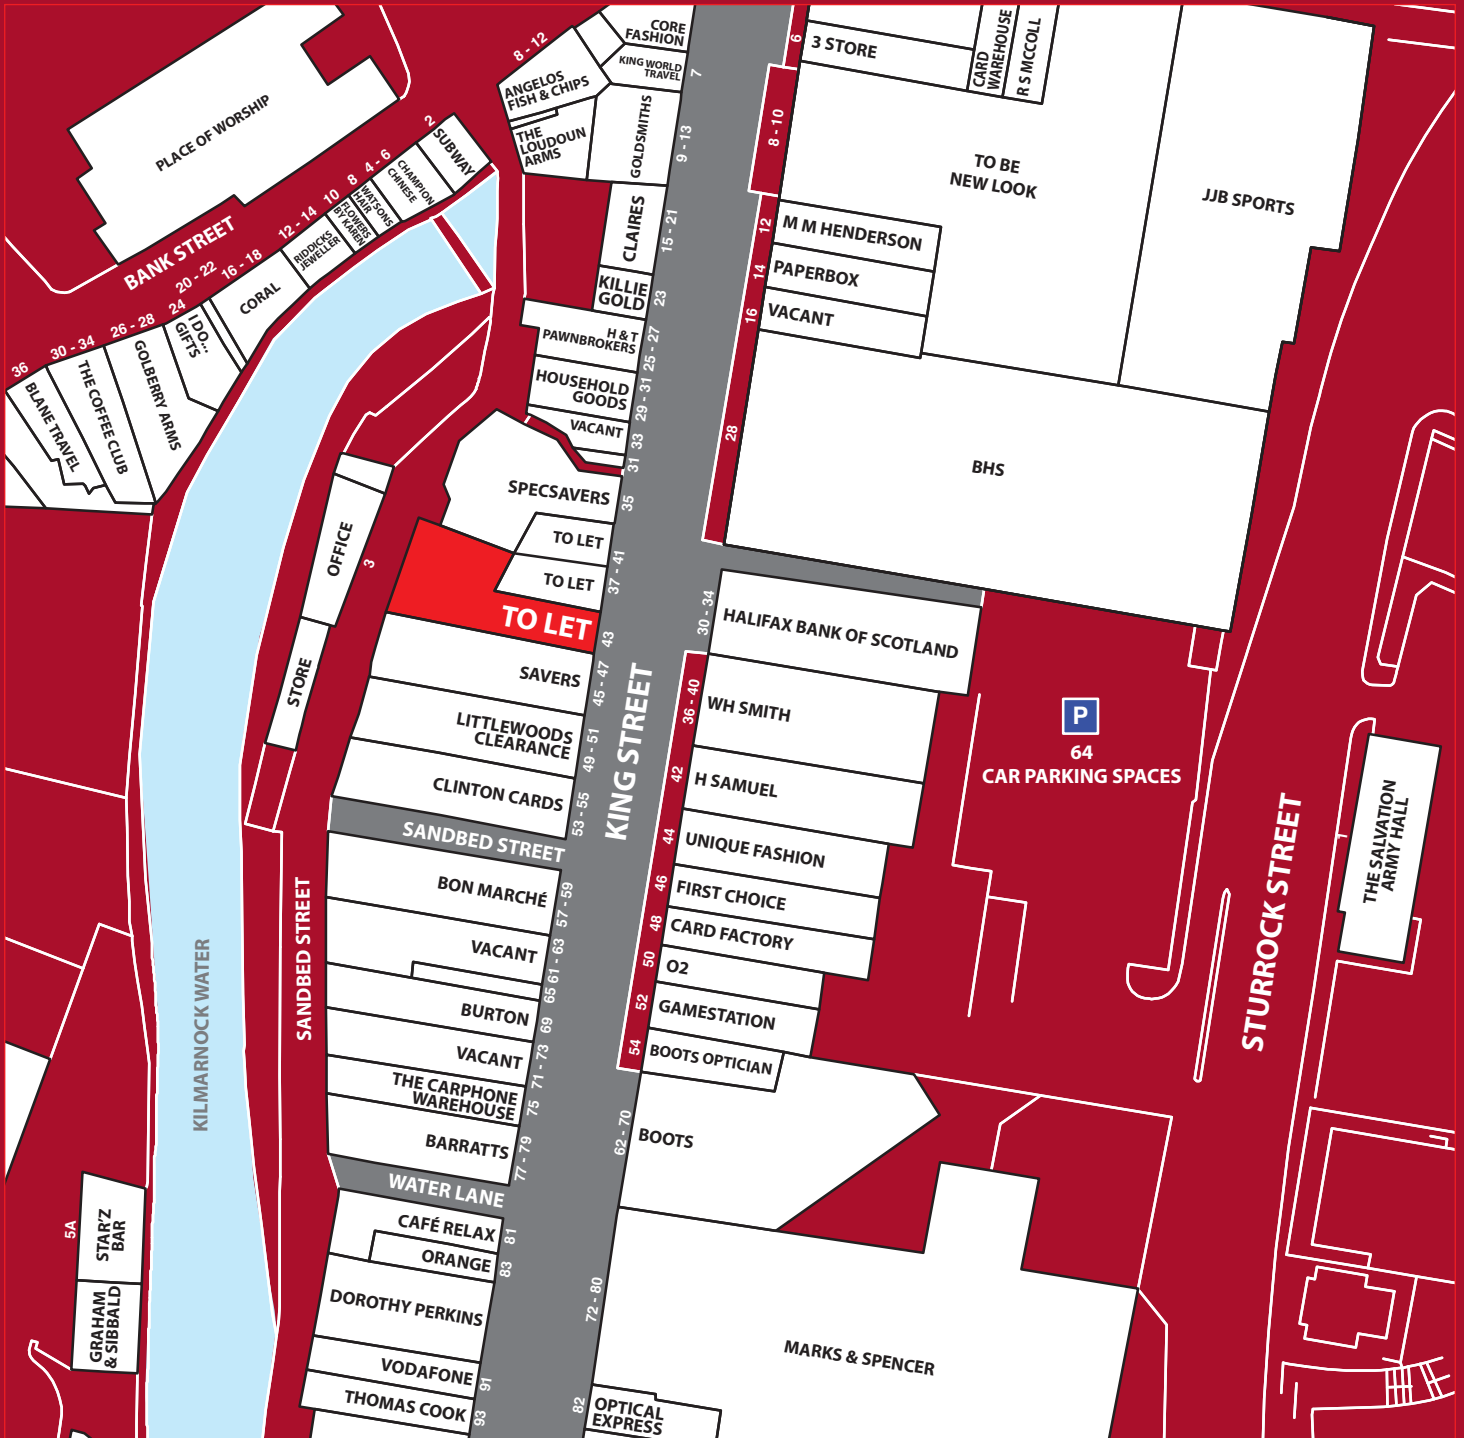 PLACE OF WORSHIP
BANK STREET
36
30 - 34
26 - 28
24
20 - 22
16 - 18
12 - 14
10
8
4 - 6
2
8 - 12
BLANE TRAVEL
THE COFFEE CLUB
GOLBERRY ARMS
I DO...
GIFTS
CORAL
RIDDICKS
JEWELLER
FLOWERS
BY KAREN
WATSONS
HAIR
CHAMPION
CHINESE
SUBWAY
CORE
FASHION
KING WORLD
TRAVEL
7
ANGELOS
FISH & CHIPS
THE
LOUDOUN
ARMS
GOLDSMITHS
9 - 13
CLAIRES
15 - 21
KILLIE
GOLD
23
H & T
PAWNBROKERS
25 - 27
HOUSEHOLD
GOODS
29 - 31
VACANT
33
31
SPECSAVERS
35
TO LET
TO LET
37 - 41
TO LET
43
SAVERS
45 - 47
LITTLEWOODS
CLEARANCE
49 - 51
CLINTON CARDS
53 - 55
SANDBED STREET
BON MARCHÉ
57 - 59
VACANT
61 - 63
65
BURTON
69
VACANT
71 - 73
THE CARPHONE
WAREHOUSE
75
BARRATTS
77 - 79
WATER LANE
CAFÉ RELAX
81
ORANGE
83
DOROTHY PERKINS
VODAFONE
91
THOMAS COOK
93
OFFICE
3
STORE
SANDBED STREET
KILMARNOCK WATER
5A
STAR'Z
BAR
GRAHAM
& SIBBALD
KING STREET
6
3 STORE
CARD
WAREHOUSE
R S MCCOLL
8 - 10
TO BE
NEW LOOK
JJB SPORTS
12
M M HENDERSON
14
PAPERBOX
16
VACANT
28
BHS
30 - 34
HALIFAX BANK OF SCOTLAND
36 - 40
WH SMITH
42
H SAMUEL
44
UNIQUE FASHION
46
FIRST CHOICE
48
CARD FACTORY
50
O2
52
GAMESTATION
54
BOOTS OPTICIAN
62 - 70
BOOTS
72 - 80
MARKS & SPENCER
82
OPTICAL
EXPRESS
P
64
CAR PARKING SPACES
STURROCK STREET
1
THE SALVATION
ARMY HALL